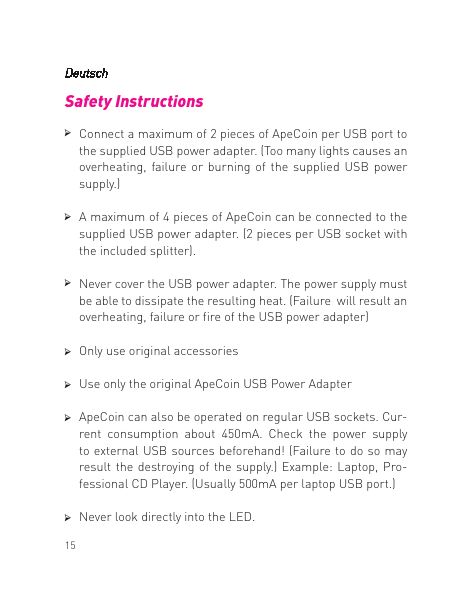 Deutsch
Safety Instructions
➢ Connect a maximum of 2 pieces of ApeCoin per USB port to
the supplied USB power adapter. (Too many lights causes an
overheating, failure or burning of the supplied USB power
supply.)
➢ A maximum of 4 pieces of ApeCoin can be connected to the
supplied USB power adapter. (2 pieces per USB socket with
the included splitter).
➢ Never cover the USB power adapter. The power supply must
be able to dissipate the resulting heat. (Failure will result an
overheating, failure or fire of the USB power adapter)
➢ Only use original accessories
➢ Use only the original ApeCoin USB Power Adapter
➢ ApeCoin can also be operated on regular USB sockets. Cur-
rent consumption about 450mA. Check the power supply
to external USB sources beforehand! (Failure to do so may
result the destroying of the supply.) Example: Laptop, Pro-
fessional CD Player. (Usually 500mA per laptop USB port.)
➢ Never look directly into the LED.
15